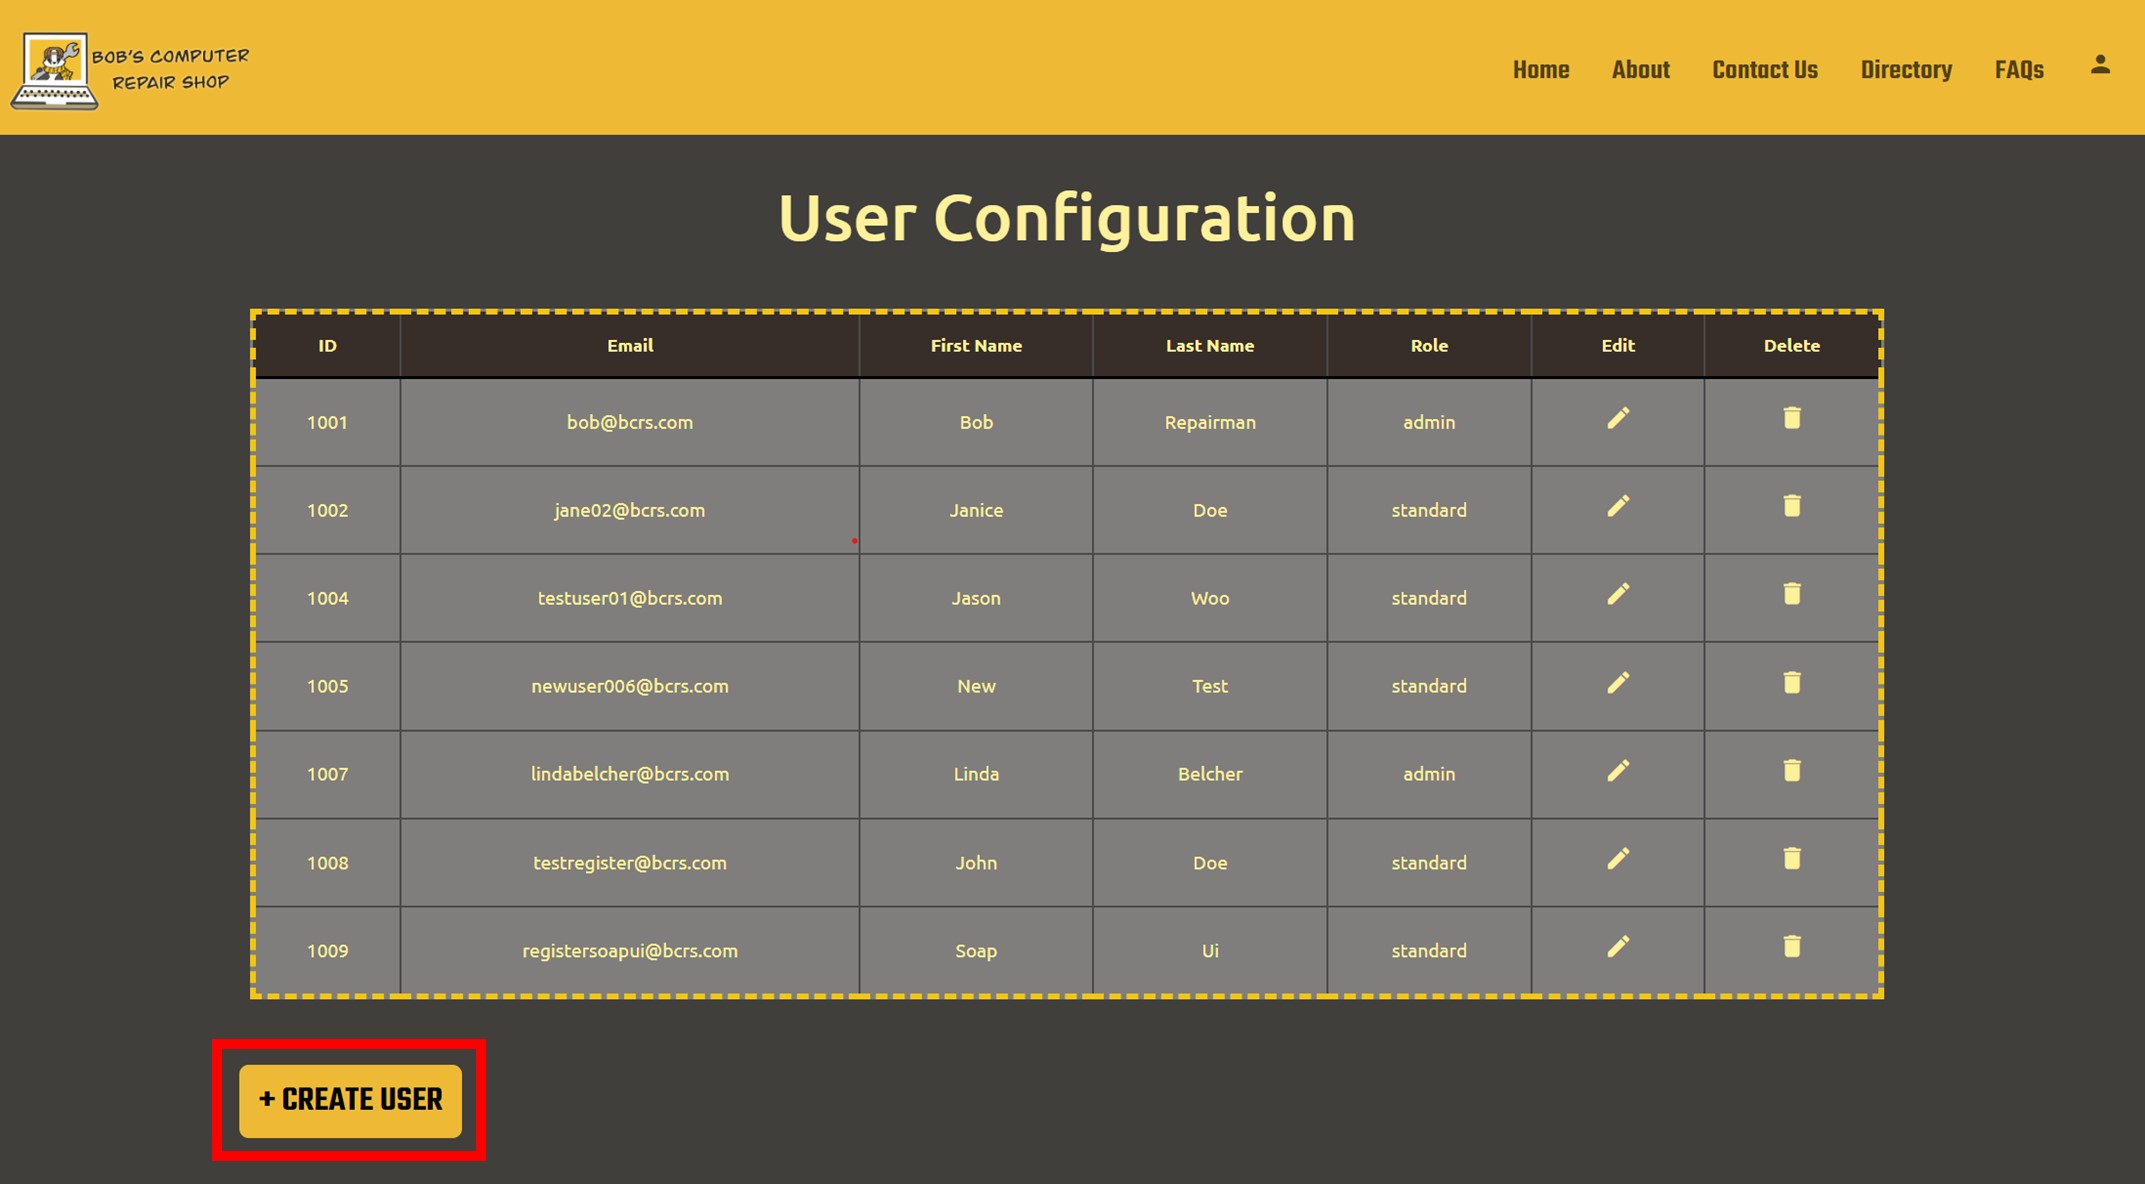 BOB'S COMPUTER
REPAIR SHOP
Home About Contact Us Directory FAQs
User Configuration
ID Email First Name Last Name Role Edit Delete
1001 bob@bcrs.com Bob Repairman admin
1002 jane02@bcrs.com Janice Doe standard
1004 testuser01@bcrs.com Jason Woo standard
1005 newuser006@bcrs.com New Test standard
1007 lindabelcher@bcrs.com Linda Belcher admin
1008 testregister@bcrs.com John Doe standard
1009 registersoapui@bcrs.com Soap Ui standard
+ CREATE USER